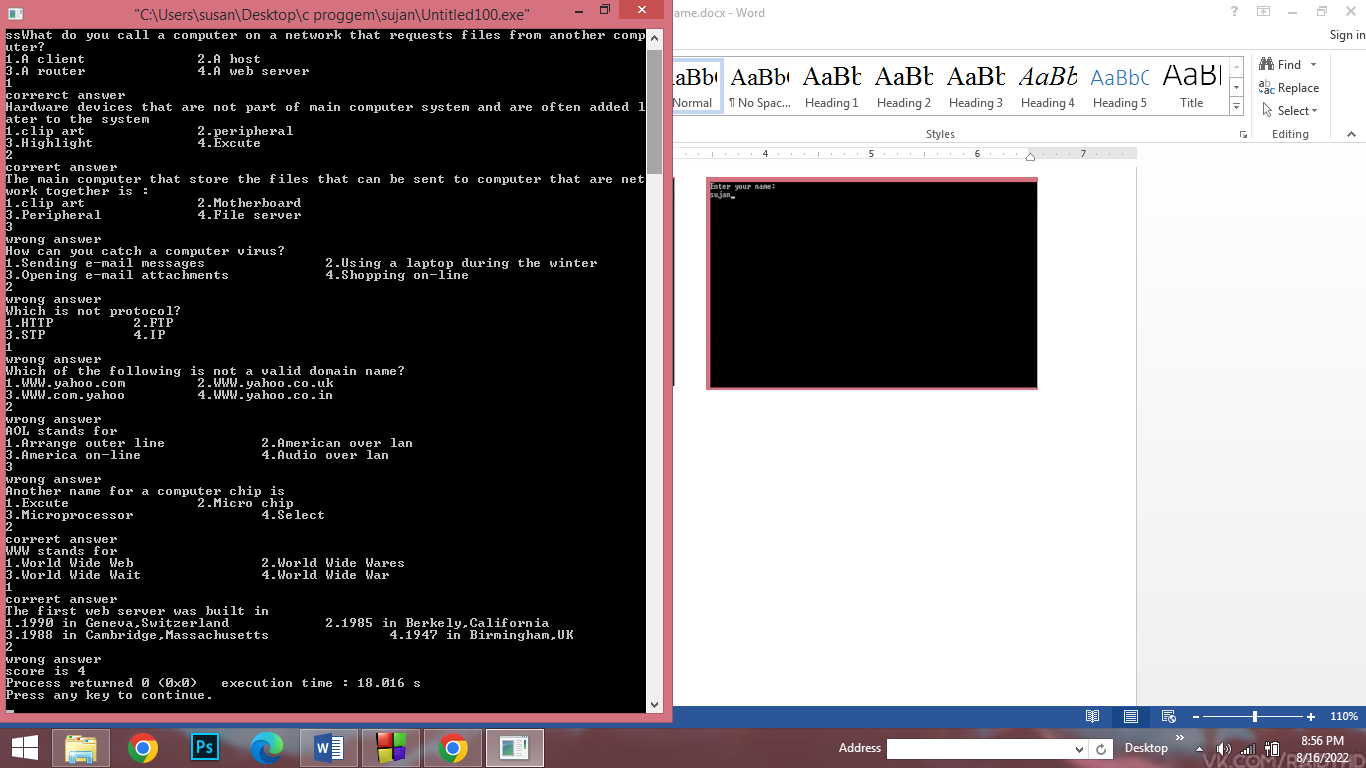 "C:\Users\susan\Desktop\c proggem\sujan\Untitled100.exe"
ssWhat do you call a computer on a network that requests files from another comp
uter?
1.A client 2.A host
3.A router 4.A web server
1
correrct answer
Hardware devices that are not part of main computer system and are often added l
ater to the system
1.clip art 2.peripheral
3.Highlight 4.Excute
2
corrert answer
The main computer that store the files that can be sent to computer that are net
work together is :
1.clip art 2.Motherboard
3.Peripheral 4.File server
3
wrong answer
How can you catch a computer virus?
1.Sending e-mail messages 2.Using a laptop during the winter
3.Opening e-mail attachments 4.Shopping on-line
2
wrong answer
Which is not protocol?
1.HTTP 2.FTP
3.STP 4.IP
1
wrong answer
Which of the following is not a valid domain name?
1.WWW.yahoo.com 2.WWW.yahoo.co.uk
3.WWW.com.yahoo 4.WWW.yahoo.co.in
2
wrong answer
AOL stands for
1.Arrange outer line 2.American over lan
3.America on-line 4.Audio over lan
3
wrong answer
Another name for a computer chip is
1.Excute 2.Micro chip
3.Microprocessor 4.Select
2
corrert answer
WWW stands for
1.World Wide Web 2.World Wide Wares
3.World Wide Wait 4.World Wide War
1
corrert answer
The first web server was built in
1.1990 in Geneva,Switzerland 2.1985 in Berkely,California
3.1988 in Cambridge,Massachusetts 4.1947 in Birmingham,UK
2
wrong answer
score is 4
Process returned 0 (0x0) execution time : 18.016 s
Press any key to continue.
ame.docx - Word
Sign in
AaBbC AaBbC AaBb AaBbC AaBbC AaBb AaBbC AaB
Normal ¶ No Spac... Heading 1 Heading 2 Heading 3 Heading 4 Heading 5 Title
Styles
Find
Replace
Select
Editing
4 5 6 7
Enter your name:
sujan
110%
Ps
Address
Desktop
8:56 PM
8/16/2022